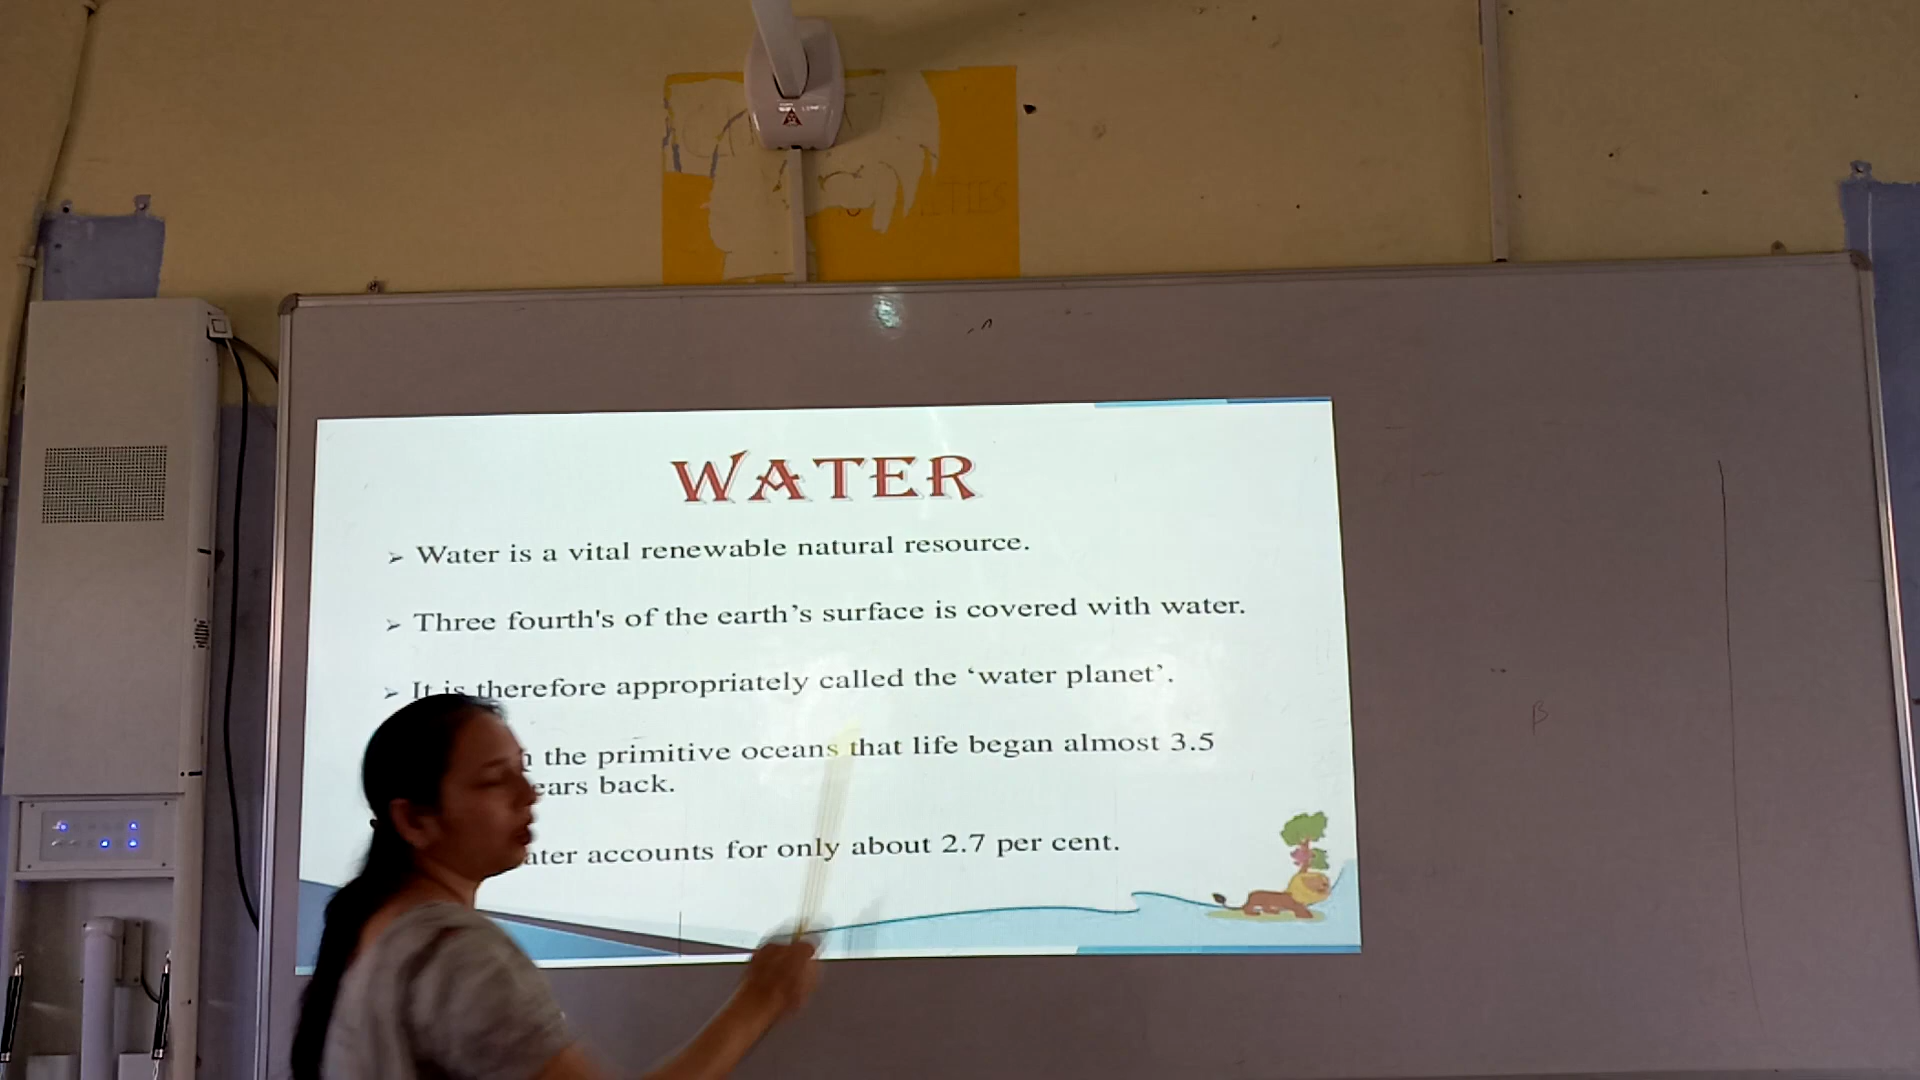 ETIES
WATER
➢ Water is a vital renewable natural resource.
➢ Three fourth's of the earth’s surface is covered with water.
➢ It is therefore appropriately called the ‘water planet’.
the primitive oceans that life began almost 3.5
ears back.
ater accounts for only about 2.7 per cent.
β